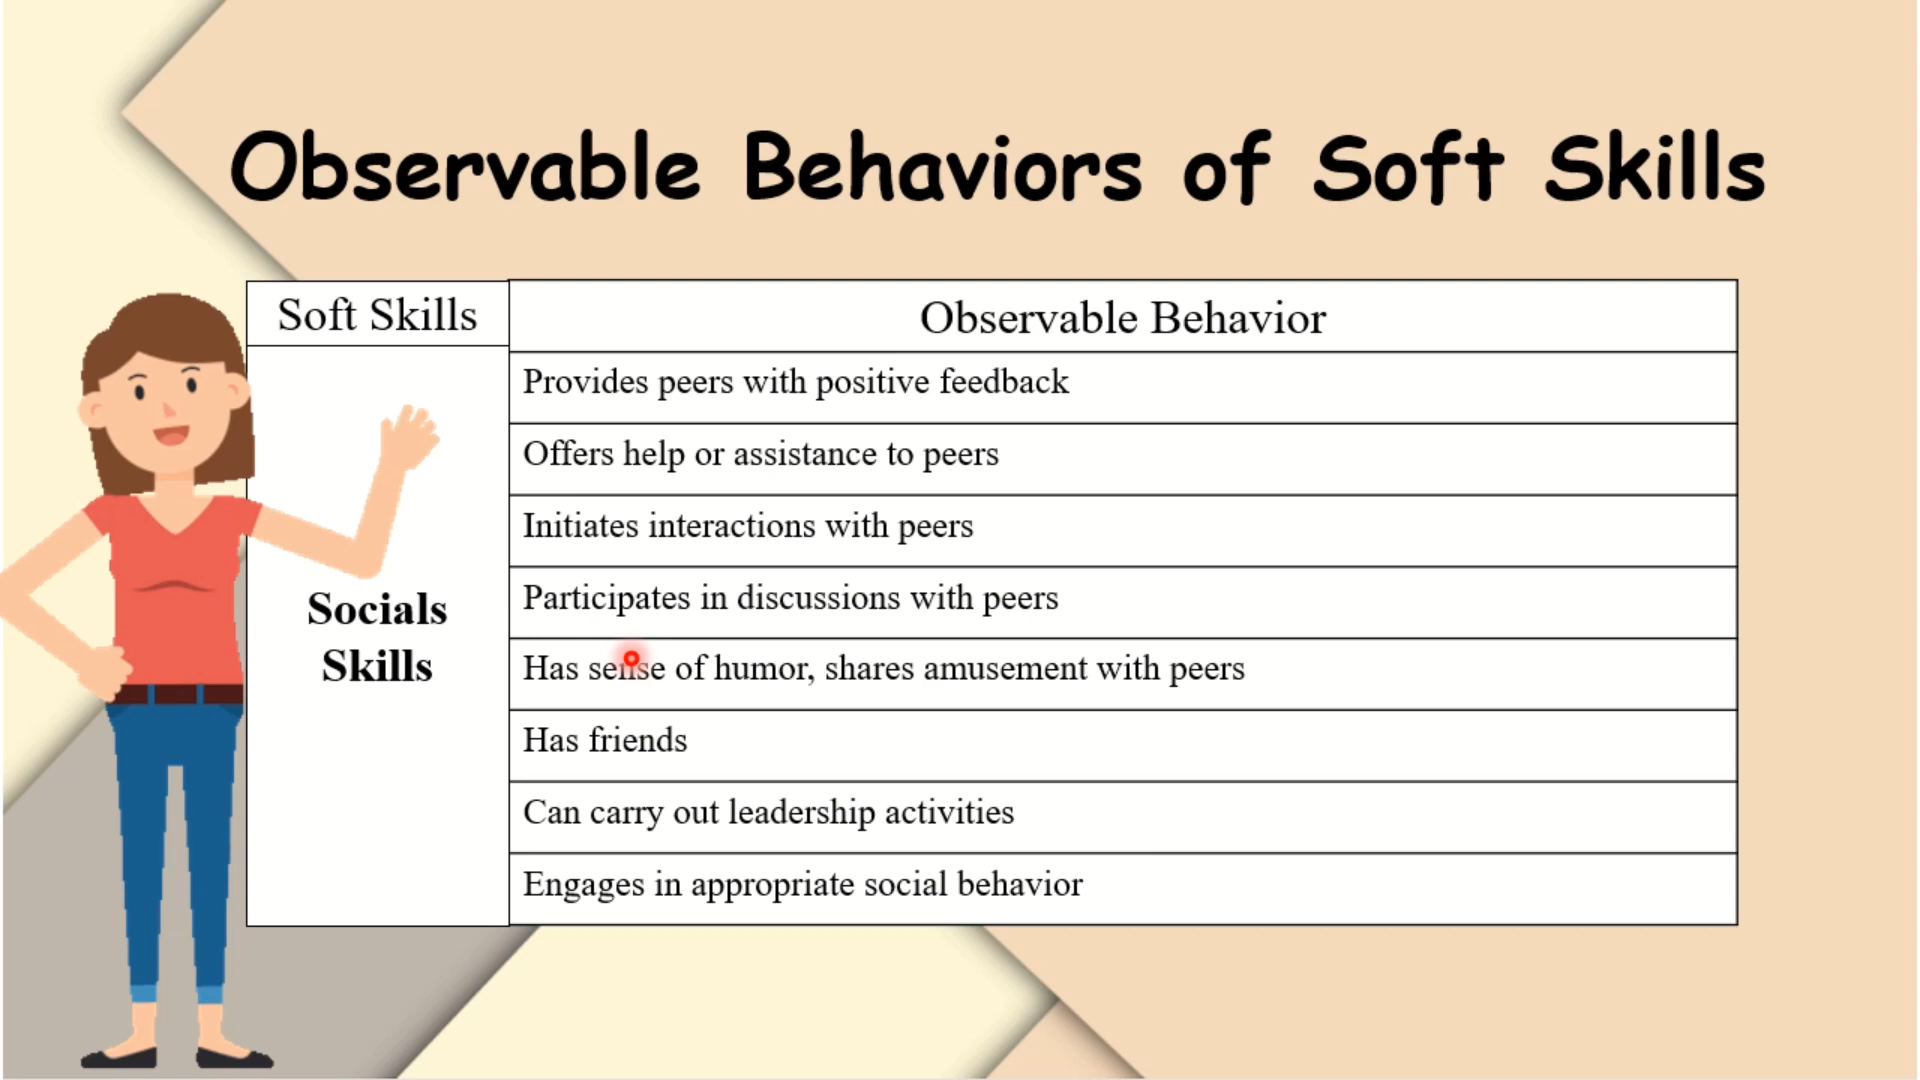 Observable Behaviors of Soft Skills
Soft Skills
Observable Behavior
Socials
Skills
Provides peers with positive feedback
Offers help or assistance to peers
Initiates interactions with peers
Participates in discussions with peers
Has sense of humor, shares amusement with peers
Has friends
Can carry out leadership activities
Engages in appropriate social behavior